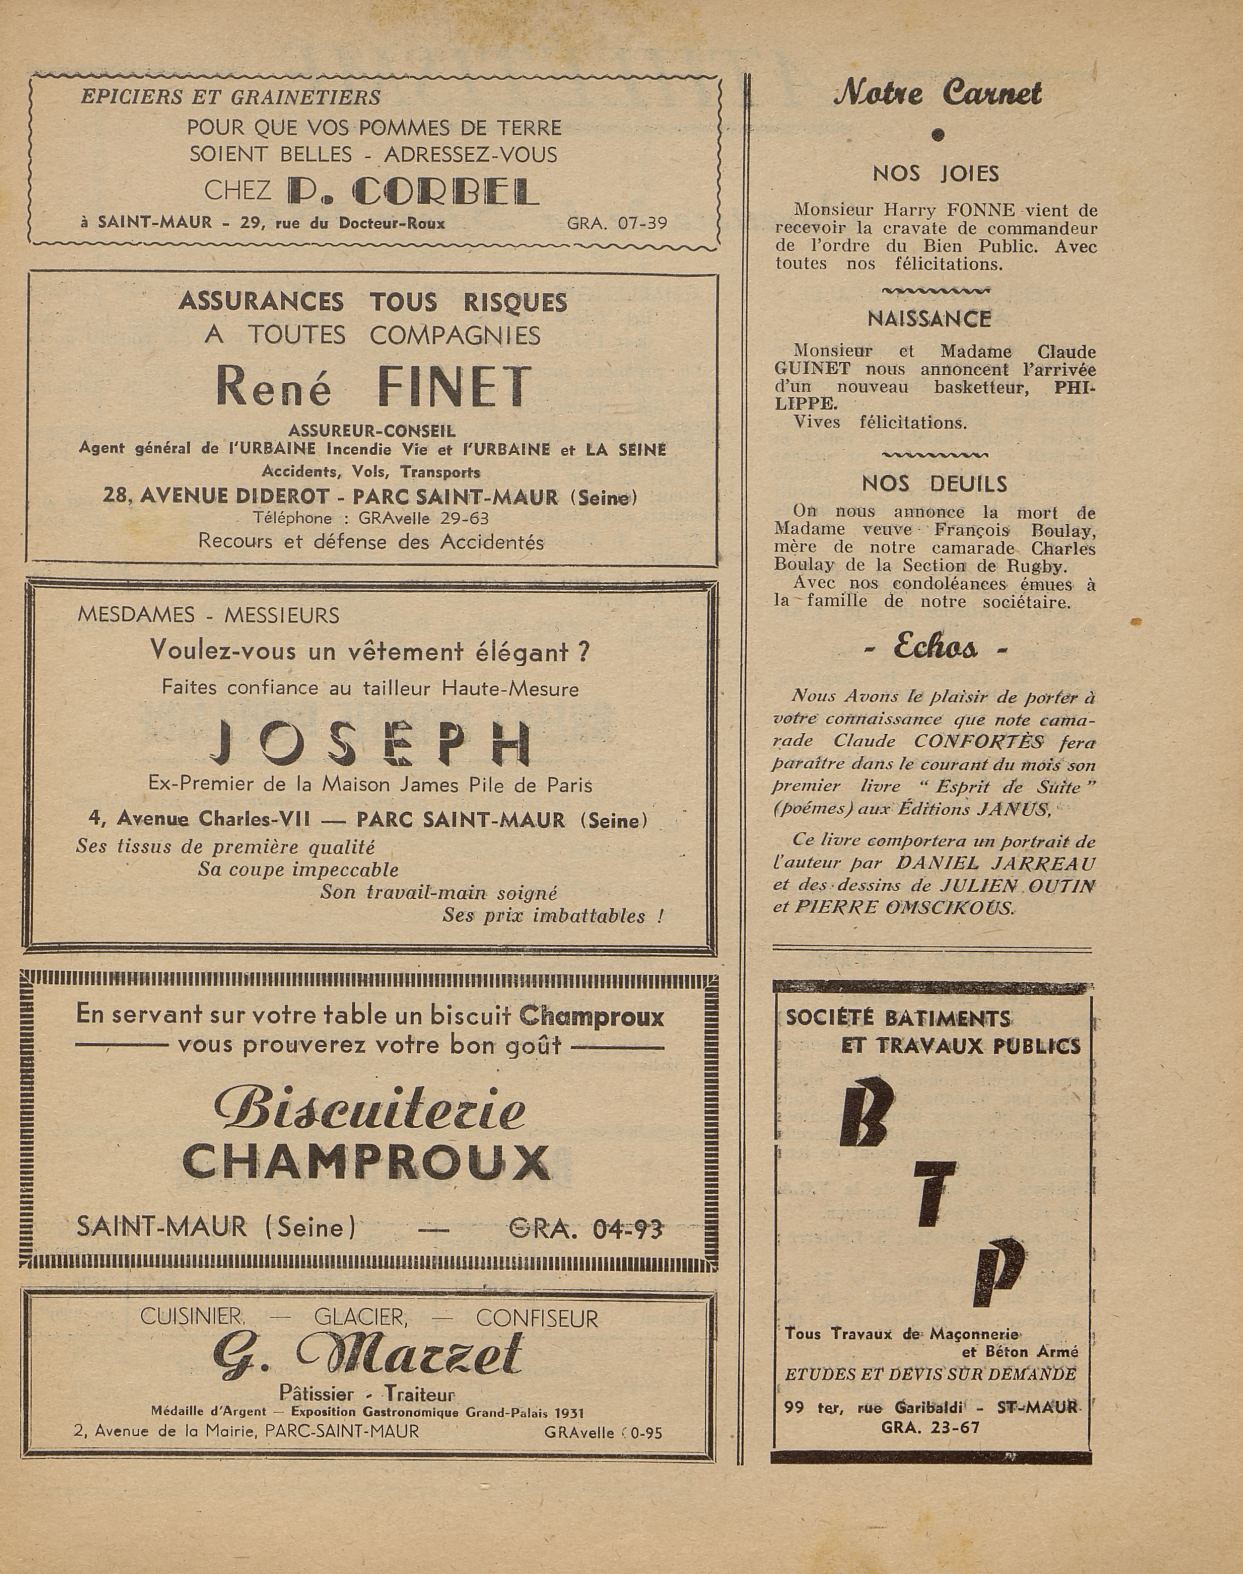 EPICIERS ET GRAINETIERS
POUR QUE VOS POMMES DE TERRE
SOIENT BELLES - ADRESSEZ-VOUS
CHEZ P. CORBEL
à SAINT-MAUR - 29, rue du Docteur-Roux GRA. 07-39
ASSURANCES TOUS RISQUES
A TOUTES COMPAGNIES
René FINET
ASSUREUR-CONSEIL
Agent général de l'URBAINE Incendie Vie et l'URBAINE et LA SEINE
Accidents, Vols, Transports
28, AVENUE DIDEROT - PARC SAINT-MAUR (Seine)
Téléphone : GRAvelle 29-63
Recours et défense des Accidentés
MESDAMES - MESSIEURS
Voulez-vous un vêtement élégant ?
Faites confiance au tailleur Haute-Mesure
JOSEPH
Ex-Premier de la Maison James Pile de Paris
4, Avenue Charles-VII — PARC SAINT-MAUR (Seine)
Ses tissus de première qualité
Sa coupe impeccable
Son travail-main soigné
Ses prix imbattables !
En servant sur votre table un biscuit Champroux
vous prouverez votre bon goût
Biscuiterie
CHAMPROUX
SAINT-MAUR (Seine) — GRA. 04-93
CUISINIER, — GLACIER, — CONFISEUR
G. Marzet
Pâtissier - Traiteur
Médaille d'Argent — Exposition Gastronomique Grand-Palais 1931
2, Avenue de la Mairie, PARC-SAINT-MAUR GRAvelle 0-95
Notre Carnet
●
NOS JOIES
Monsieur Harry FONNE vient de
recevoir la cravate de commandeur
de l'ordre du Bien Public. Avec
toutes nos félicitations.
NAISSANCE
Monsieur et Madame Claude
GUINET nous annoncent l'arrivée
d'un nouveau basketteur, PHI-
LIPPE.
Vives félicitations.
NOS DEUILS
On nous annonce la mort de
Madame veuve François Boulay,
mère de notre camarade Charles
Boulay de la Section de Rugby.
Avec nos condoléances émues à
la famille de notre sociétaire.
- Echos -
Nous Avons le plaisir de porter à
votre connaissance que note cama-
rade Claude CONFORTÈS fera
paraître dans le courant du mois son
premier livre “ Esprit de Suite ”
(poémes) aux Éditions JANUS,
Ce livre comportera un portrait de
l'auteur par DANIEL JARREAU
et des dessins de JULIEN OUTIN
et PIERRE OMSCIKOUS.
SOCIÉTÉ BATIMENTS
ET TRAVAUX PUBLICS
B
T
P
Tous Travaux de Maçonnerie
et Béton Armé
ETUDES ET DEVIS SUR DEMANDE
99 ter, rue Garibaldi - ST-MAUR
GRA. 23-67